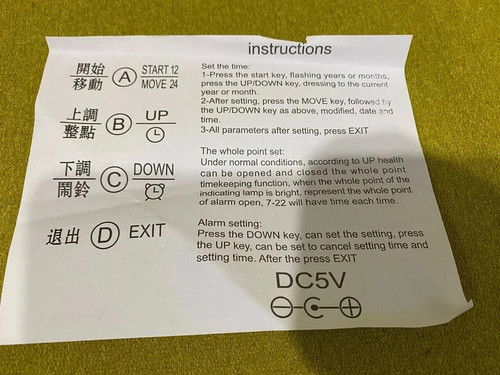 instructions
開始 START 12
移動 A MOVE 24
上調 UP
整點 B
下調 DOWN
鬧鈴 C
退出 D EXIT
Set the time:
1-Press the start key, flashing years or months,
press the UP/DOWN key, dressing to the current
year or month.
2-After setting, press the MOVE key, followed by
the UP/DOWN key as above, modified, date and
time.
3-All parameters after setting, press EXIT
The whole point set:
Under normal conditions, according to UP health
can be opened and closed the whole point
timekeeping function, when the whole point of the
indicating lamp is bright, represent the whole point
of alarm open, 7-22 will have time each time.
Alarm setting:
Press the DOWN key, can set the setting, press
the UP key, can be set to cancel setting time and
setting time. After the press EXIT
DC5V